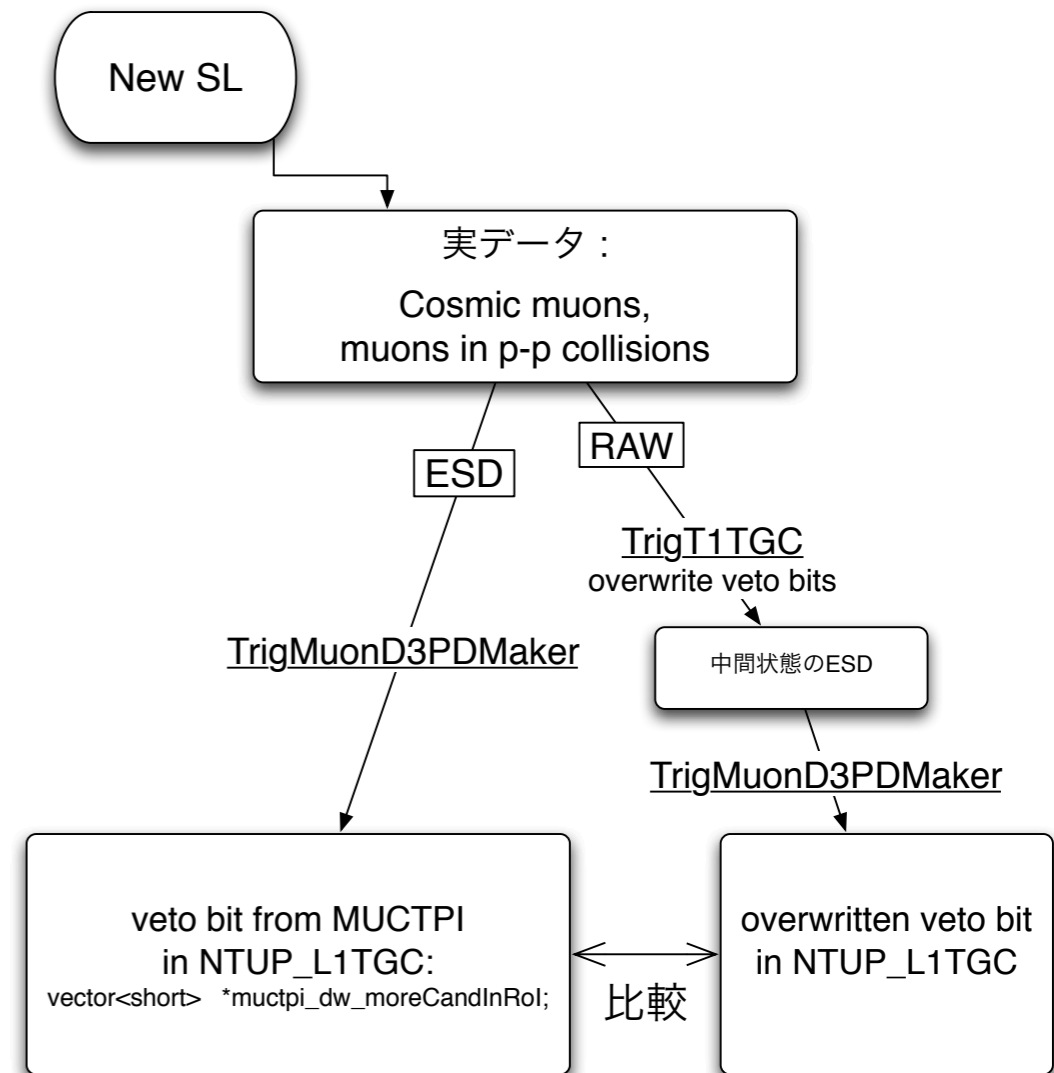 New SL
実データ：
Cosmic muons,
muons in p-p collisions
ESD
RAW
TrigT1TGC
overwrite veto bits
TrigMuonD3PDMaker
中間状態のESD
TrigMuonD3PDMaker
veto bit from MUCTPI
in NTUP_L1TGC:
vector<short> *muctpi_dw_moreCandInRoI;
比較
overwritten veto bit
in NTUP_L1TGC